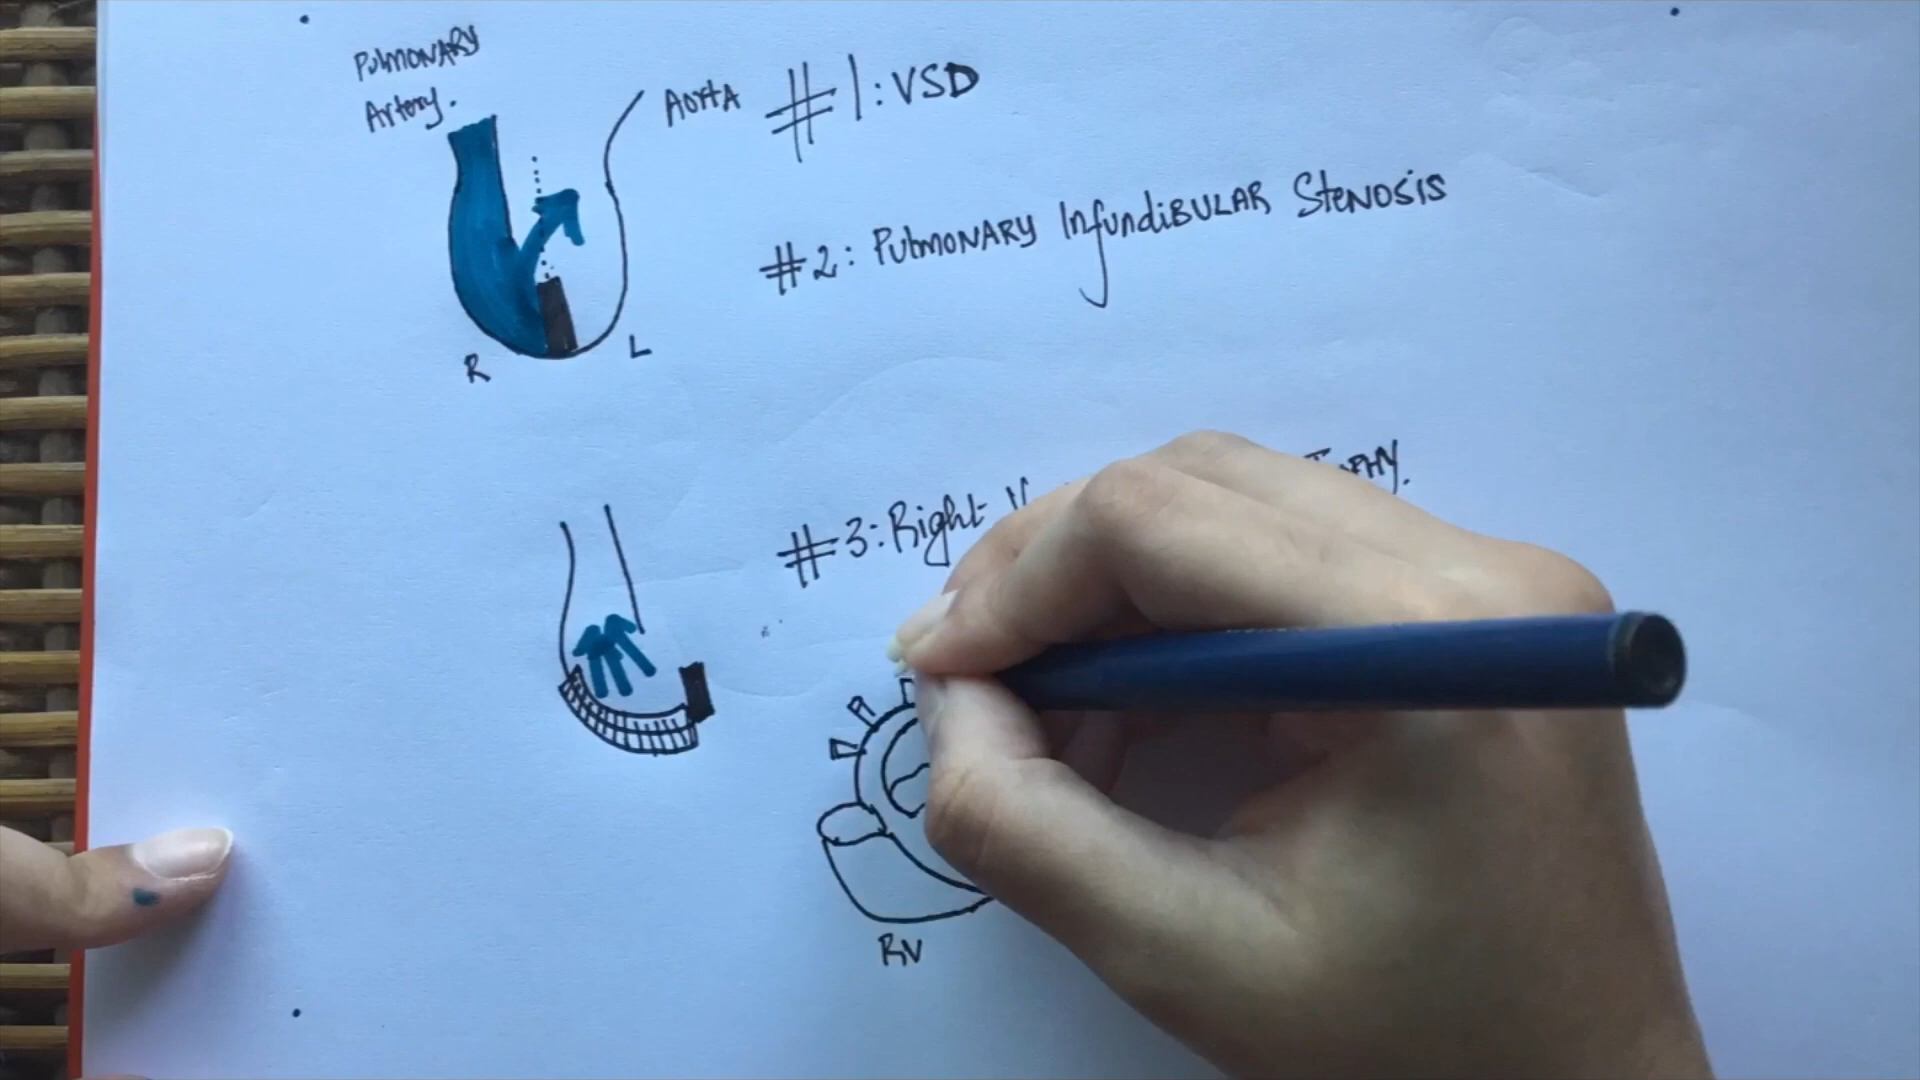 Pulmonary
Artery.
Aorta
#1: VSD
#2: Pulmonary Infundibular Stenosis
R
L
#3: Right
RV